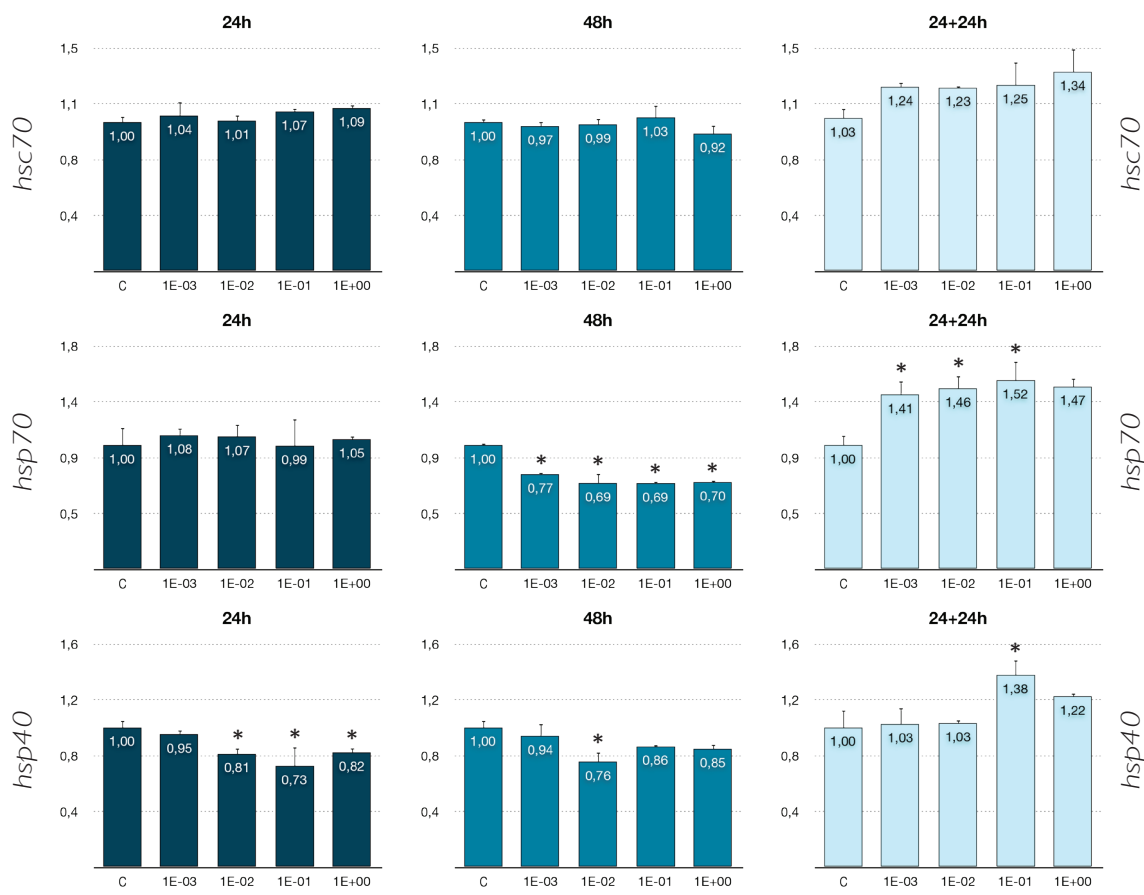 24h 48h 24+24h
hsc70
1,5 1,5 1,5
1,1 1,1 1,1
0,8 0,8 0,8
0,4 0,4 0,4
1,00 1,04 1,01 1,07 1,09
1,00 0,97 0,99 1,03 0,92
1,03 1,24 1,23 1,25 1,34
C 1E-03 1E-02 1E-01 1E+00
C 1E-03 1E-02 1E-01 1E+00
C 1E-03 1E-02 1E-01 1E+00
hsc70
24h 48h 24+24h
hsp70
1,8 1,8 1,8
1,4 1,4 1,4
0,9 0,9 0,9
0,5 0,5 0,5
1,00 1,08 1,07 0,99 1,05
* * * *
1,00 0,77 0,69 0,69 0,70
* * *
1,00 1,41 1,46 1,52 1,47
C 1E-03 1E-02 1E-01 1E+00
C 1E-03 1E-02 1E-01 1E+00
C 1E-03 1E-02 1E-01 1E+00
hsp70
24h 48h 24+24h
hsp40
1,6 1,6 1,6
1,2 1,2 1,2
0,8 0,8 0,8
0,4 0,4 0,4
* * *
1,00 0,95 0,81 0,73 0,82
*
1,00 0,94 0,76 0,86 0,85
*
1,00 1,03 1,03 1,38 1,22
C 1E-03 1E-02 1E-01 1E+00
C 1E-03 1E-02 1E-01 1E+00
C 1E-03 1E-02 1E-01 1E+00
hsp40